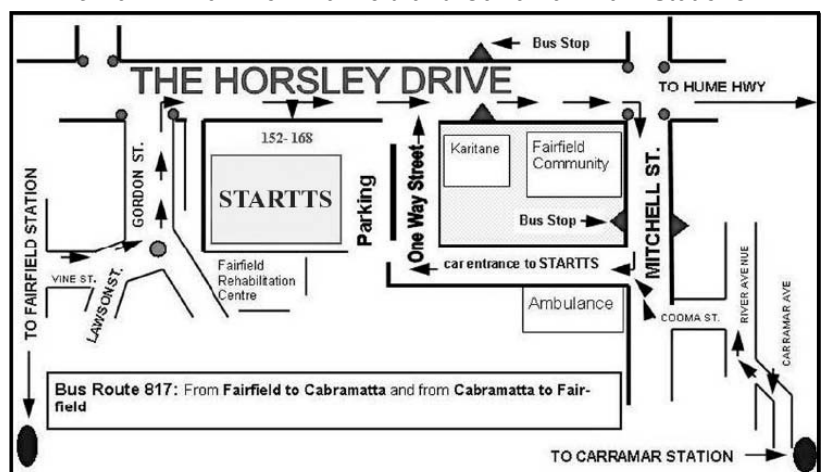 Bus Stop
THE HORSLEY DRIVE
TO HUME HWY
152-168
STARTTS
Parking
One Way Street
Karitane
Fairfield
Community
Bus Stop
MITCHELL ST.
GORDON ST.
TO FAIRFIELD STATION
VINE ST.
LAWSON ST.
Fairfield
Rehabilitation
Centre
car entrance to STARTTS
Ambulance
COOMA ST.
RIVER AVENUE
CARRAMAR AVE
Bus Route 817: From Fairfield to Cabramatta and from Cabramatta to Fair-
field
TO CARRAMAR STATION